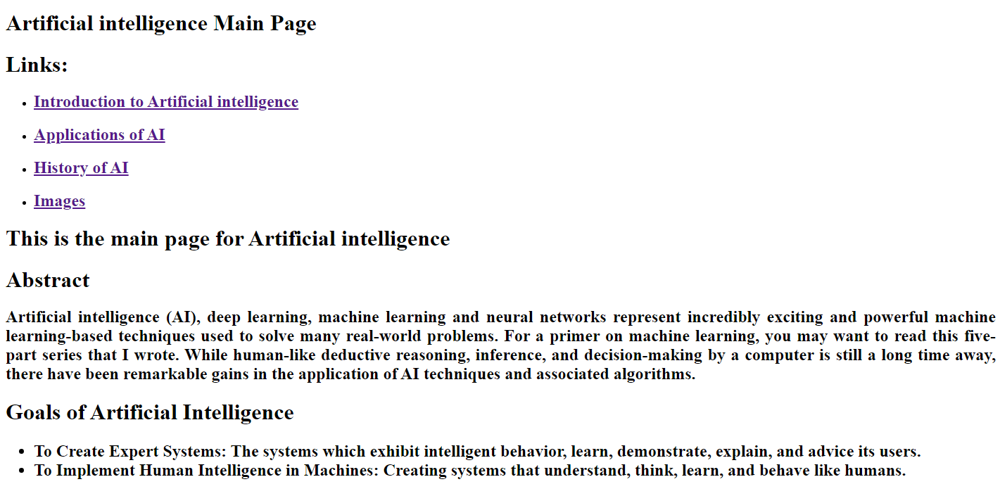 Artificial intelligence Main Page
Links:
Introduction to Artificial intelligence
Applications of AI
History of AI
Images
This is the main page for Artificial intelligence
Abstract
Artificial intelligence (AI), deep learning, machine learning and neural networks represent incredibly exciting and powerful machine
learning-based techniques used to solve many real-world problems. For a primer on machine learning, you may want to read this five-
part series that I wrote. While human-like deductive reasoning, inference, and decision-making by a computer is still a long time away,
there have been remarkable gains in the application of AI techniques and associated algorithms.
Goals of Artificial Intelligence
To Create Expert Systems: The systems which exhibit intelligent behavior, learn, demonstrate, explain, and advice its users.
To Implement Human Intelligence in Machines: Creating systems that understand, think, learn, and behave like humans.